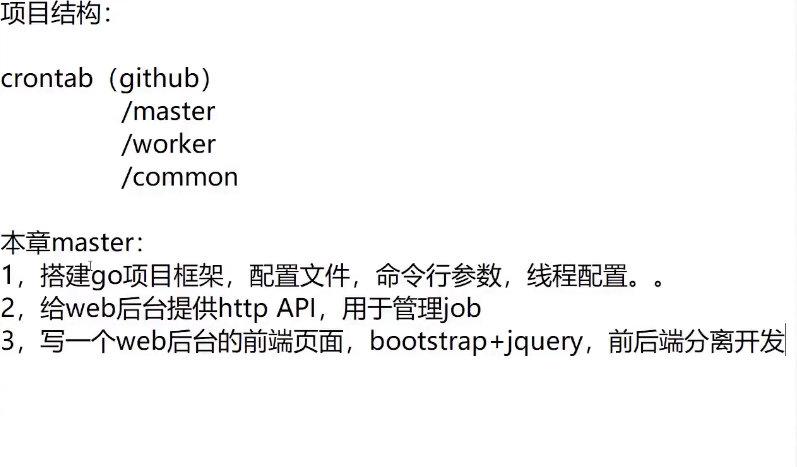 项目结构：
crontab（github）
/master
/worker
/common
本章master：
1，搭建go项目框架，配置文件，命令行参数，线程配置。。
2，给web后台提供http API，用于管理job
3，写一个web后台的前端页面，bootstrap+jquery，前后端分离开发